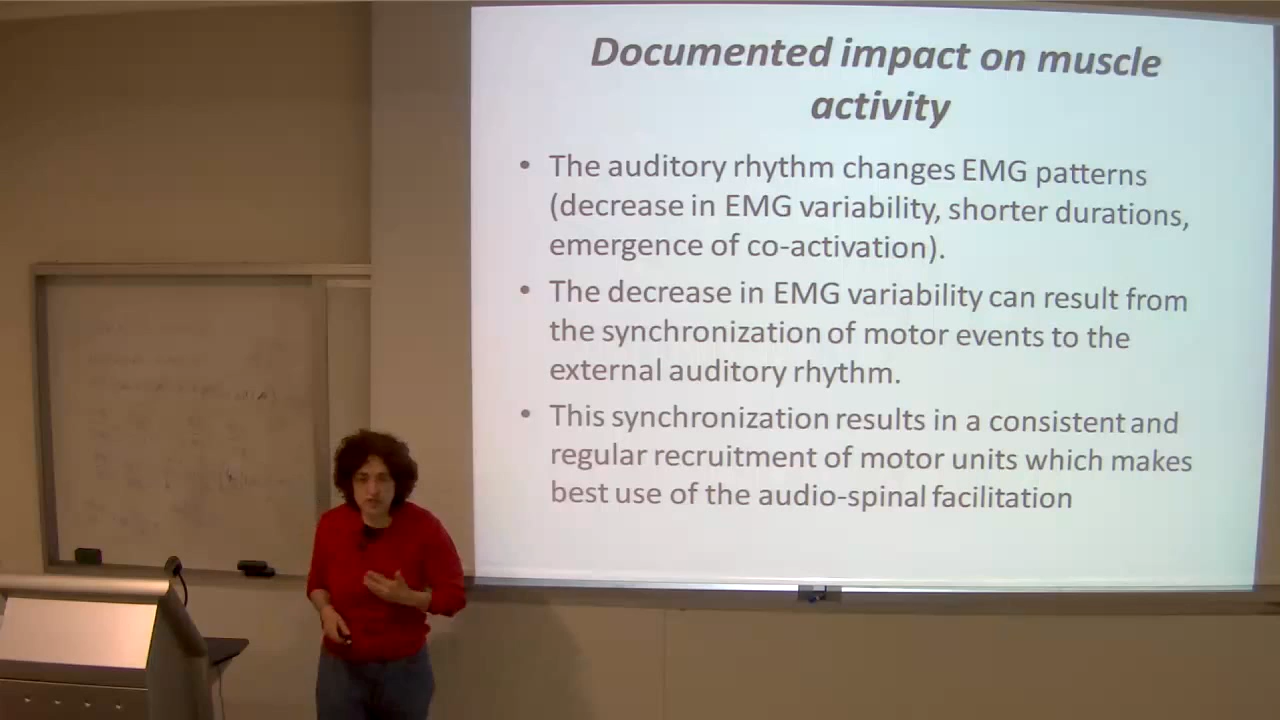 Documented impact on muscle
activity
• The auditory rhythm changes EMG patterns
(decrease in EMG variability, shorter durations,
emergence of co-activation).
• The decrease in EMG variability can result from
the synchronization of motor events to the
external auditory rhythm.
• This synchronization results in a consistent and
regular recruitment of motor units which makes
best use of the audio-spinal facilitation